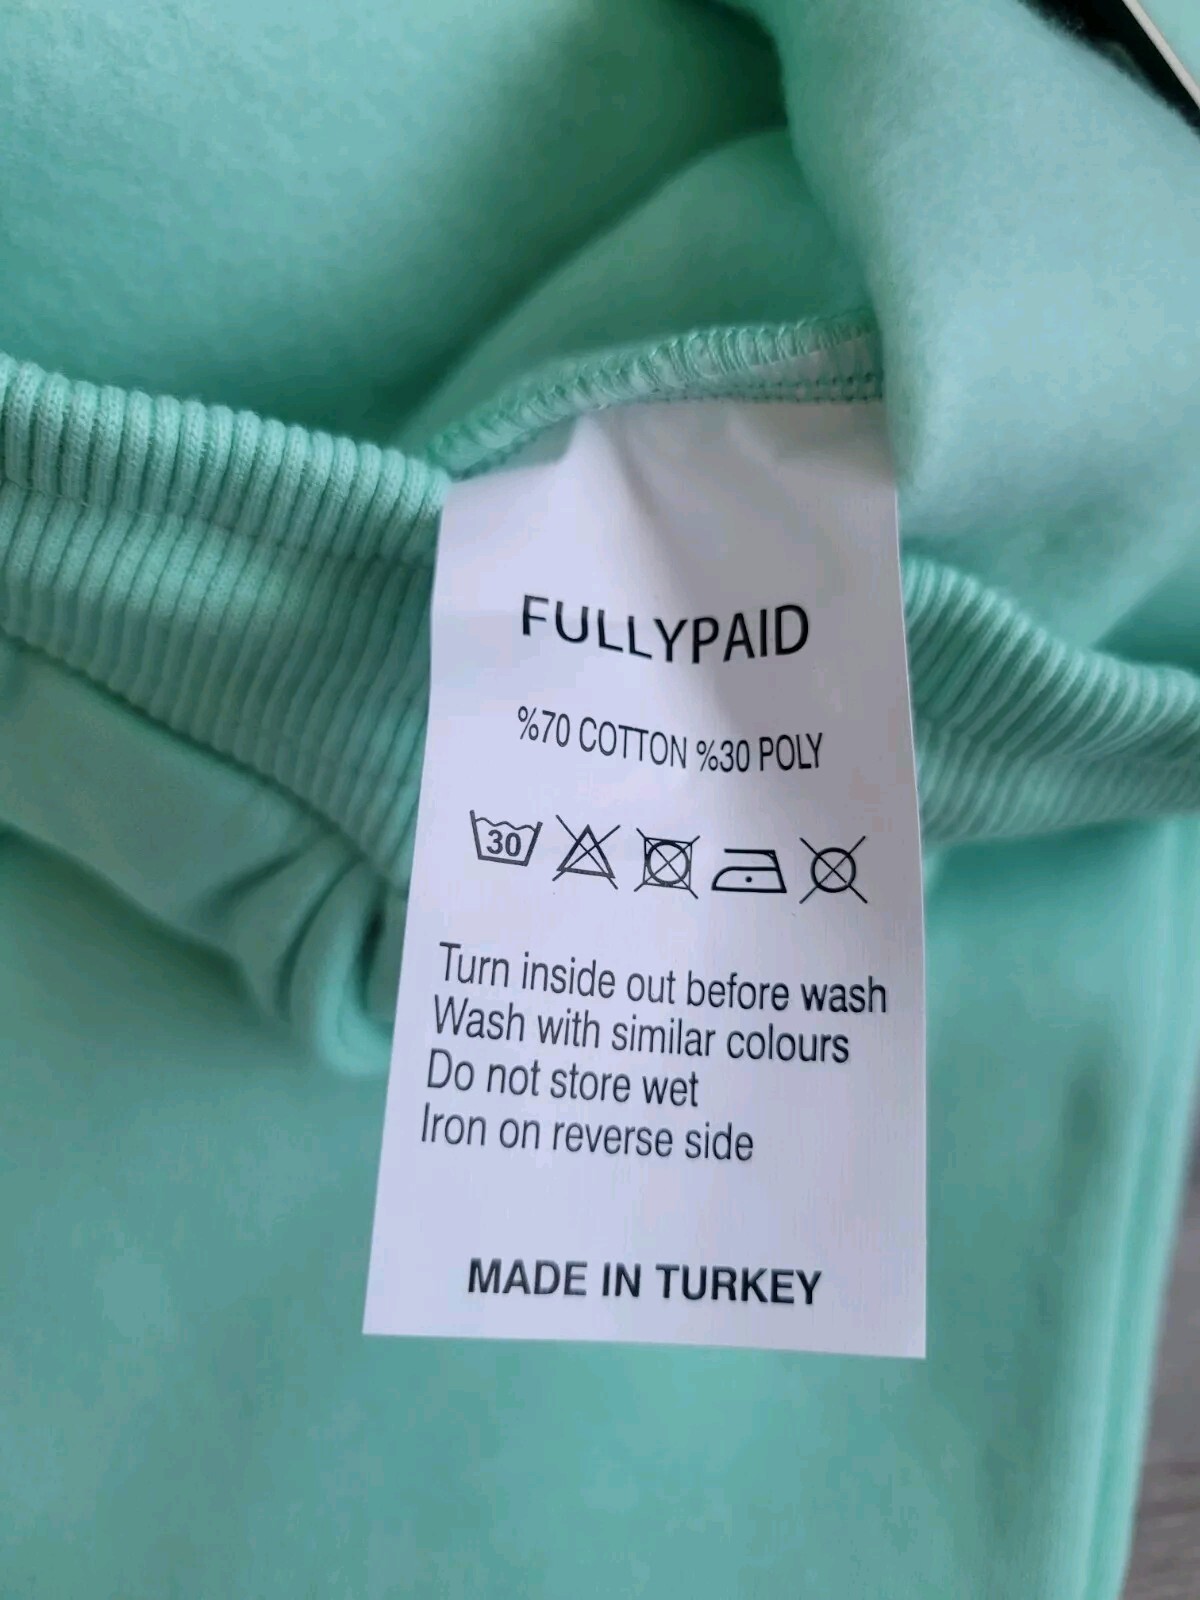 FULLYPAID
%70 COTTON %30 POLY
30
Turn inside out before wash
Wash with similar colours
Do not store wet
Iron on reverse side
MADE IN TURKEY